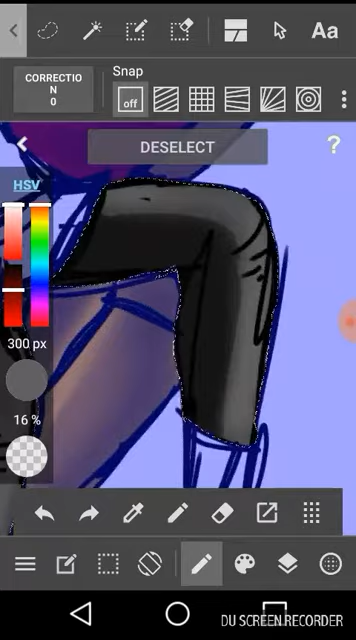 Aa
CORRECTIO
N
0
Snap
off
DESELECT
?
HSV
300 px
16 %
DU SCREEN RECORDER